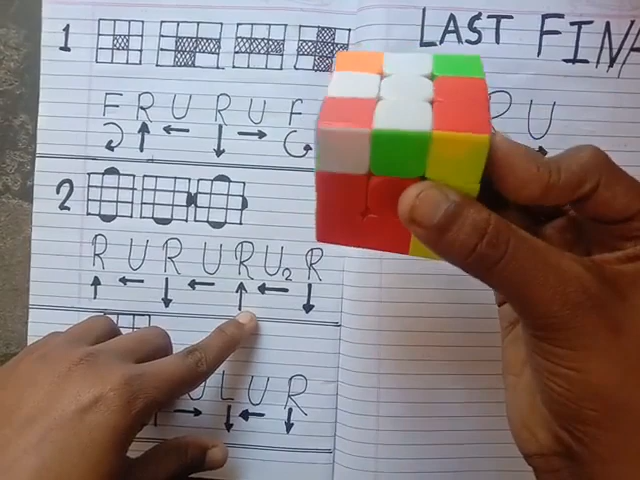 LAST FINA
1
F R U R U F
U
2
R U R U R U2 R
U L U R